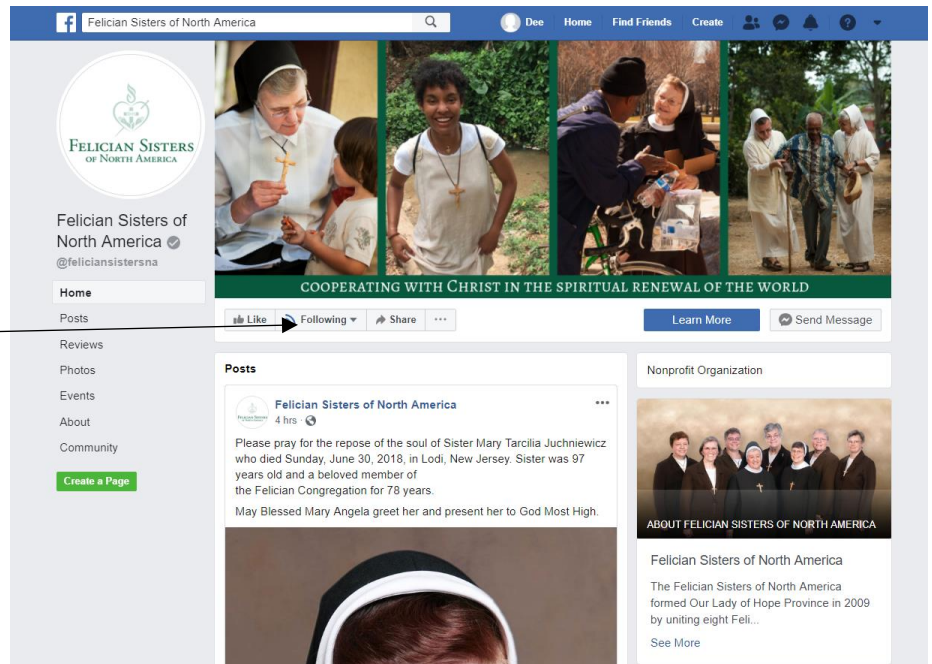 Felician Sisters of North America
Dee Home Find Friends Create
FELICIAN SISTERS
OF NORTH AMERICA
Felician Sisters of
North America
@feliciansistersna
Home
Posts
Reviews
Photos
Events
About
Community
Create a Page
COOPERATING WITH CHRIST IN THE SPIRITUAL RENEWAL OF THE WORLD
Like Following Share ...
Learn More Send Message
Posts
Felician Sisters of North America
4 hrs ·
Please pray for the repose of the soul of Sister Mary Tarcilia Juchniewicz
who died Sunday, June 30, 2018, in Lodi, New Jersey. Sister was 97
years old and a beloved member of
the Felician Congregation for 78 years.
May Blessed Mary Angela greet her and present her to God Most High.
Nonprofit Organization
ABOUT FELICIAN SISTERS OF NORTH AMERICA
Felician Sisters of North America
The Felician Sisters of North America
formed Our Lady of Hope Province in 2009
by uniting eight Feli...
See More